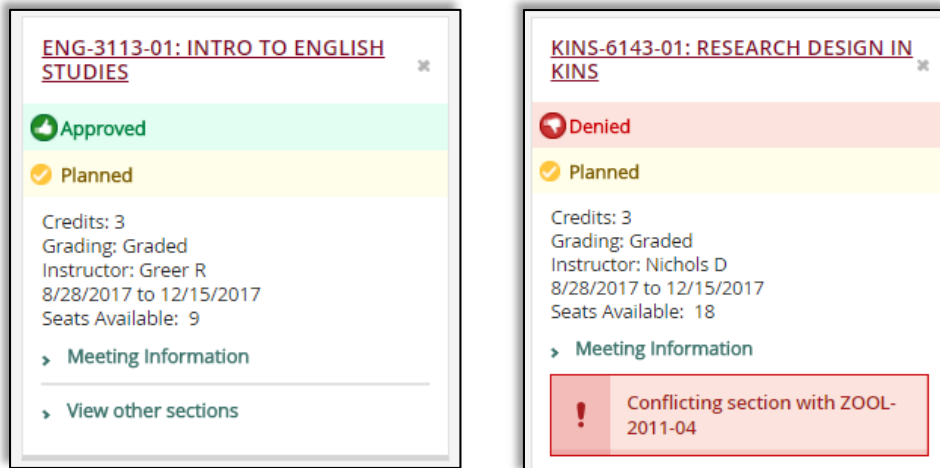 ENG-3113-01: INTRO TO ENGLISH
STUDIES
Approved
Planned
Credits: 3
Grading: Graded
Instructor: Greer R
8/28/2017 to 12/15/2017
Seats Available: 9
Meeting Information
View other sections
KINS-6143-01: RESEARCH DESIGN IN
KINS
Denied
Planned
Credits: 3
Grading: Graded
Instructor: Nichols D
8/28/2017 to 12/15/2017
Seats Available: 18
Meeting Information
! Conflicting section with ZOOL-
2011-04